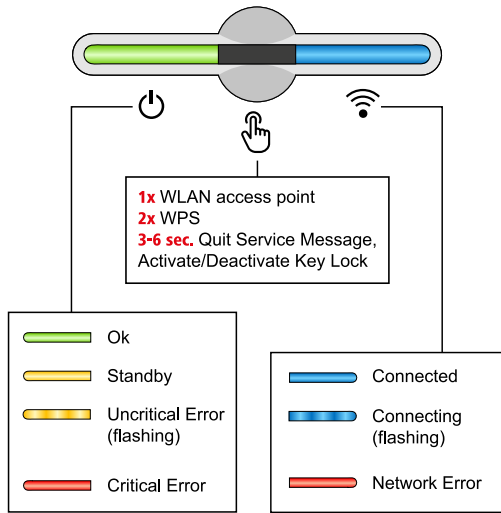 1x WLAN access point
2x WPS
3-6 sec. Quit Service Message,
Activate/Deactivate Key Lock
Ok
Standby
Uncritical Error
(flashing)
Critical Error
Connected
Connecting
(flashing)
Network Error